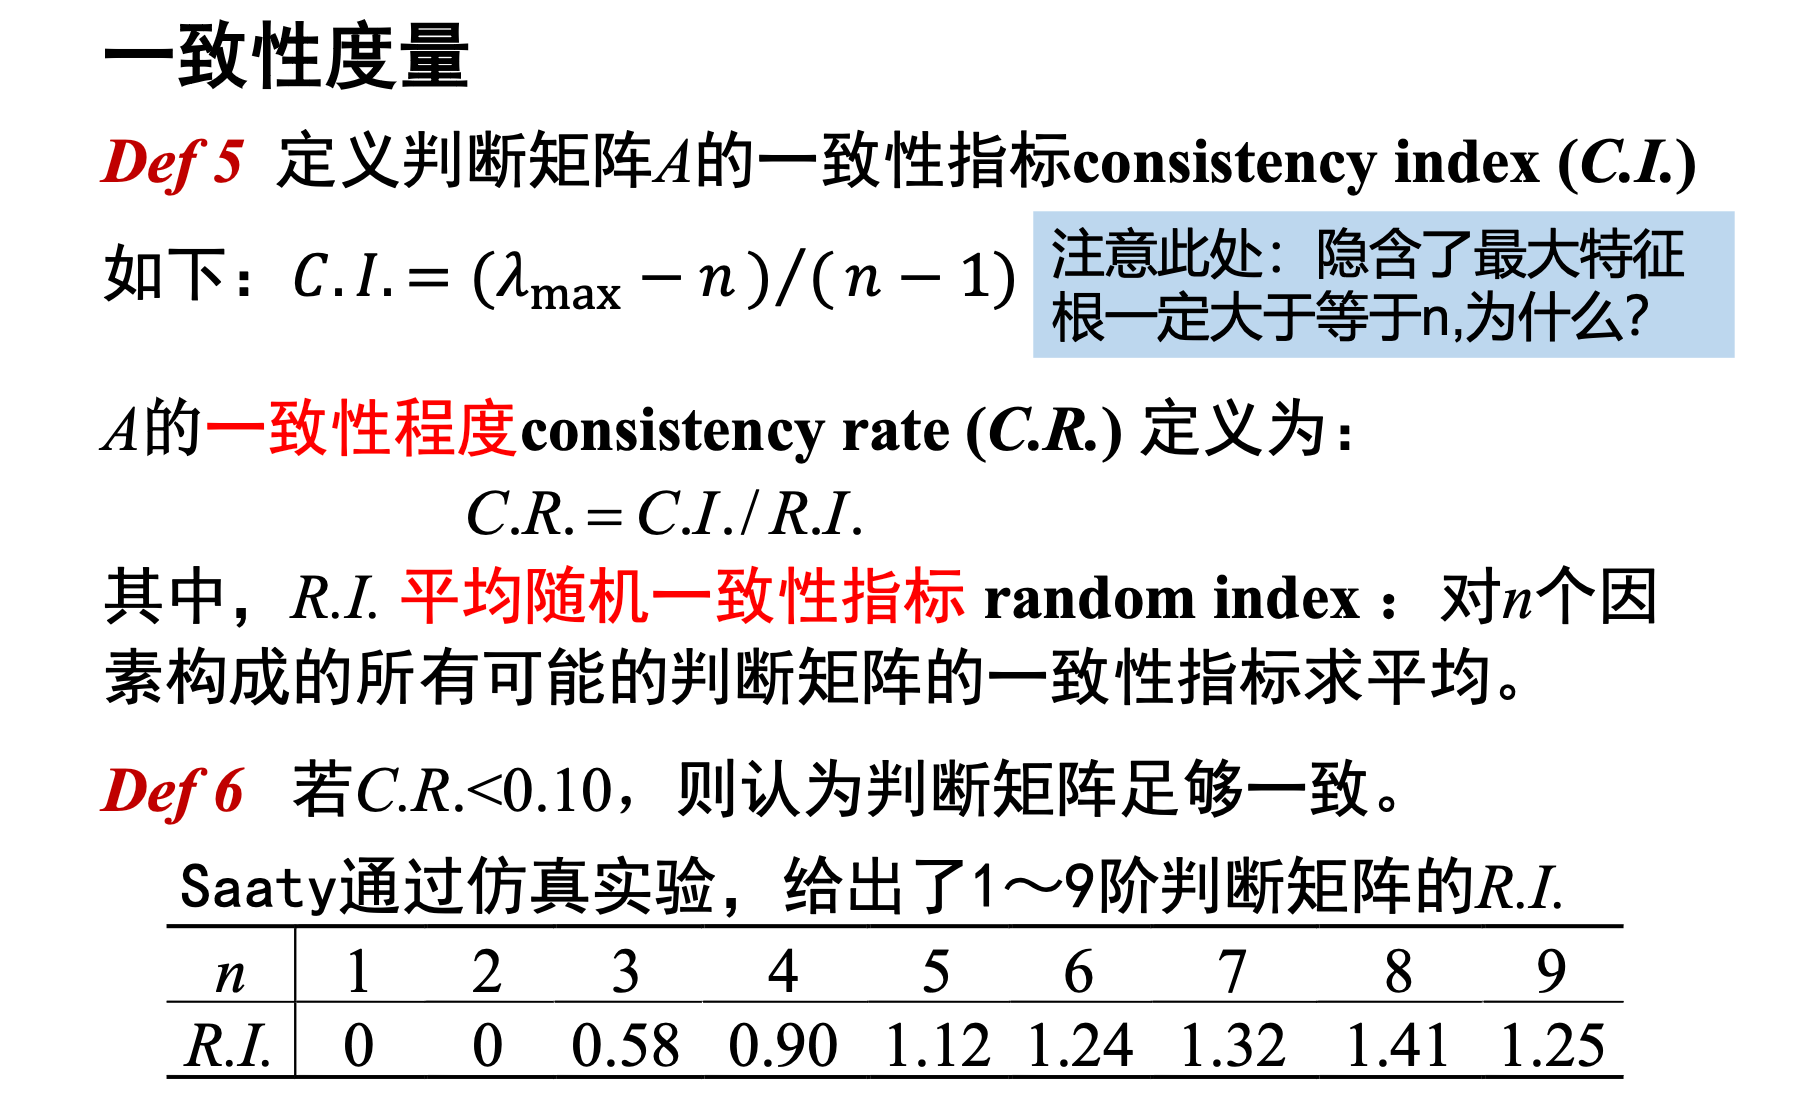 一致性度量
Def 5 定义判断矩阵A的一致性指标consistency index (C.I.)
如下：C.I.= (λmax − n)/(n − 1)
注意此处：隐含了最大特征
根一定大于等于n,为什么？
A的一致性程度consistency rate (C.R.) 定义为：
C.R. = C.I. / R.I.
其中，R.I. 平均随机一致性指标 random index ：对n个因
素构成的所有可能的判断矩阵的一致性指标求平均。
Def 6 若C.R.<0.10，则认为判断矩阵足够一致。
Saaty通过仿真实验，给出了1～9阶判断矩阵的R.I.
n 1 2 3 4 5 6 7 8 9
R.I. 0 0 0.58 0.90 1.12 1.24 1.32 1.41 1.25